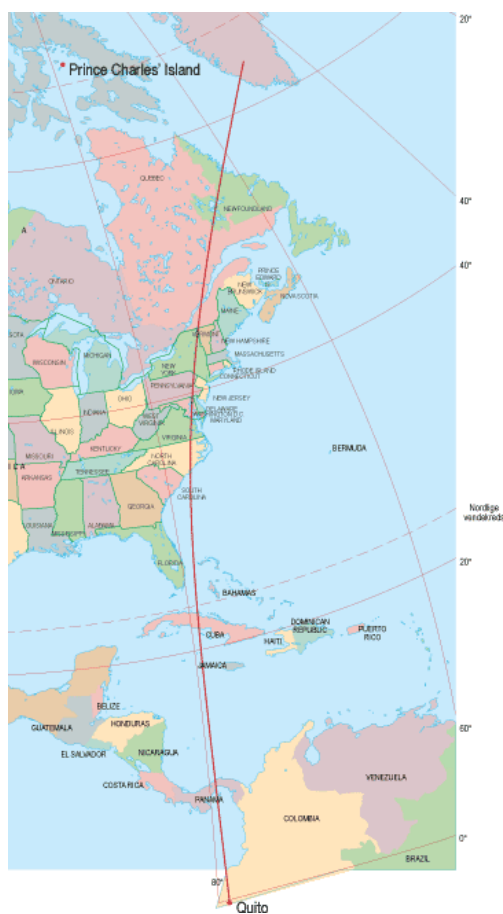 20°
Prince Charles' Island
QUEBEC
40°
NEWFOUNDLAND
A
ONTARIO
40°
PRINCE
EDWARD
IS
NEW
BRUNSWICK
NOVA SCOTIA
MAINE
SOTA
WISCONSIN
MICHIGAN
VERMONT
NEW HAMPSHIRE
MASSACHUSETTS
RHODE ISLAND
CONNECTICUT
NEW
YORK
IOWA
PENNSYLVANIA
NEW JERSEY
OHIO
INDIANA
ILLINOIS
DELAWARE
WASHINGTON D.C
MARYLAND
WEST
VIRGINIA
VIRGINIA
BERMUDA
KENTUCKY
MISSOURI
NORTH
CAROLINA
I C A
TENNESSEE
ARKANSAS
SOUTH
CAROLINA
GEORGIA
Nordlige
vendekreds
LOUISIANA
MISSISSIPPI
ALABAMA
FLORIDA
20°
BAHAMAS
DOMINICAN
REPUBLIC
PUERTO
RICO
CUBA
HAITI
JAMAICA
BELIZE
HONDURAS
GUATEMALA
60°
EL SALVADOR
NICARAGUA
VENEZUELA
COSTA RICA
PANAMA
COLOMBIA
0°
BRAZIL
80°
Quito